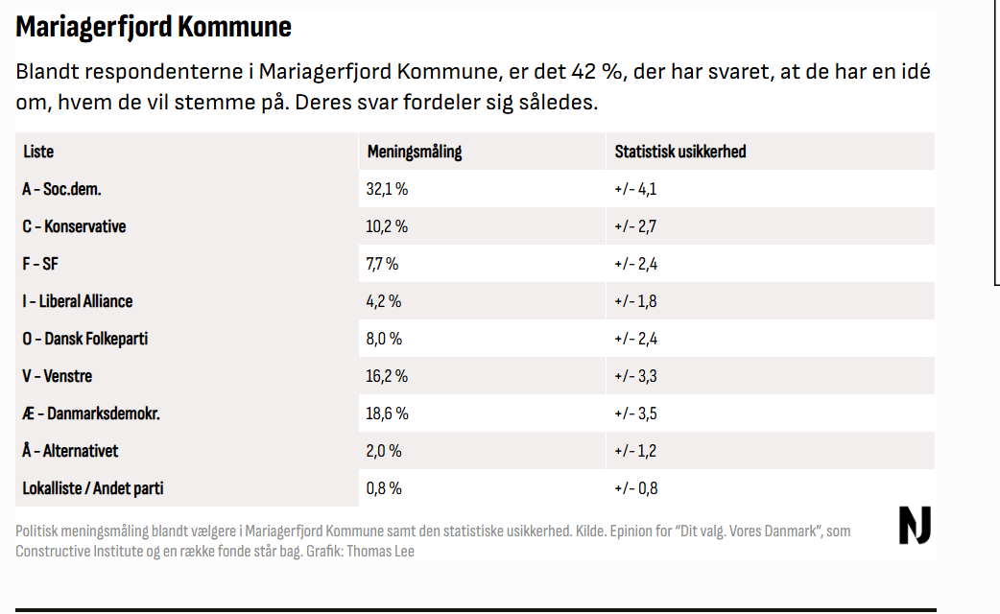 Mariagerfjord Kommune
Blandt respondenterne i Mariagerfjord Kommune, er det 42 %, der har svaret, at de har en idé
om, hvem de vil stemme på. Deres svar fordeler sig således.
Liste Meningsmåling Statistisk usikkerhed
A - Soc.dem. 32,1 % +/- 4,1
C - Konservative 10,2 % +/- 2,7
F - SF 7,7 % +/- 2,4
I - Liberal Alliance 4,2 % +/- 1,8
O - Dansk Folkeparti 8,0 % +/- 2,4
V - Venstre 16,2 % +/- 3,3
Æ - Danmarksdemokr. 18,6 % +/- 3,5
Å - Alternativet 2,0 % +/- 1,2
Lokalliste / Andet parti 0,8 % +/- 0,8
Politisk meningsmåling blandt vælgere i Mariagerfjord Kommune samt den statistiske usikkerhed. Kilde. Epinion for "Dit valg. Vores Danmark", som
Constructive Institute og en række fonde står bag. Grafik: Thomas Lee
NJ